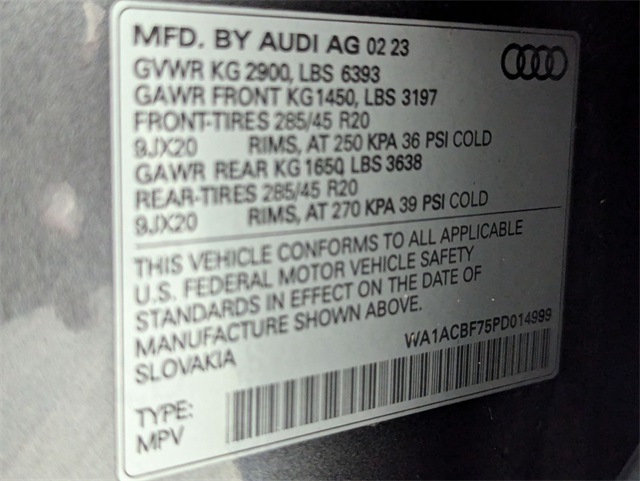 MFD. BY AUDI AG 02 23
GVWR KG 2900, LBS 6393
GAWR FRONT KG1450, LBS 3197
FRONT-TIRES 285/45 R20
9JX20 RIMS, AT 250 KPA 36 PSI COLD
GAWR REAR KG 1650, LBS 3638
REAR-TIRES 285/45 R20
9JX20 RIMS, AT 270 KPA 39 PSI COLD
THIS VEHICLE CONFORMS TO ALL APPLICABLE
U.S. FEDERAL MOTOR VEHICLE SAFETY
STANDARDS IN EFFECT ON THE DATE OF
MANUFACTURE SHOWN ABOVE.
SLOVAKIA
WA1ACBF75PD014999
TYPE:
MPV